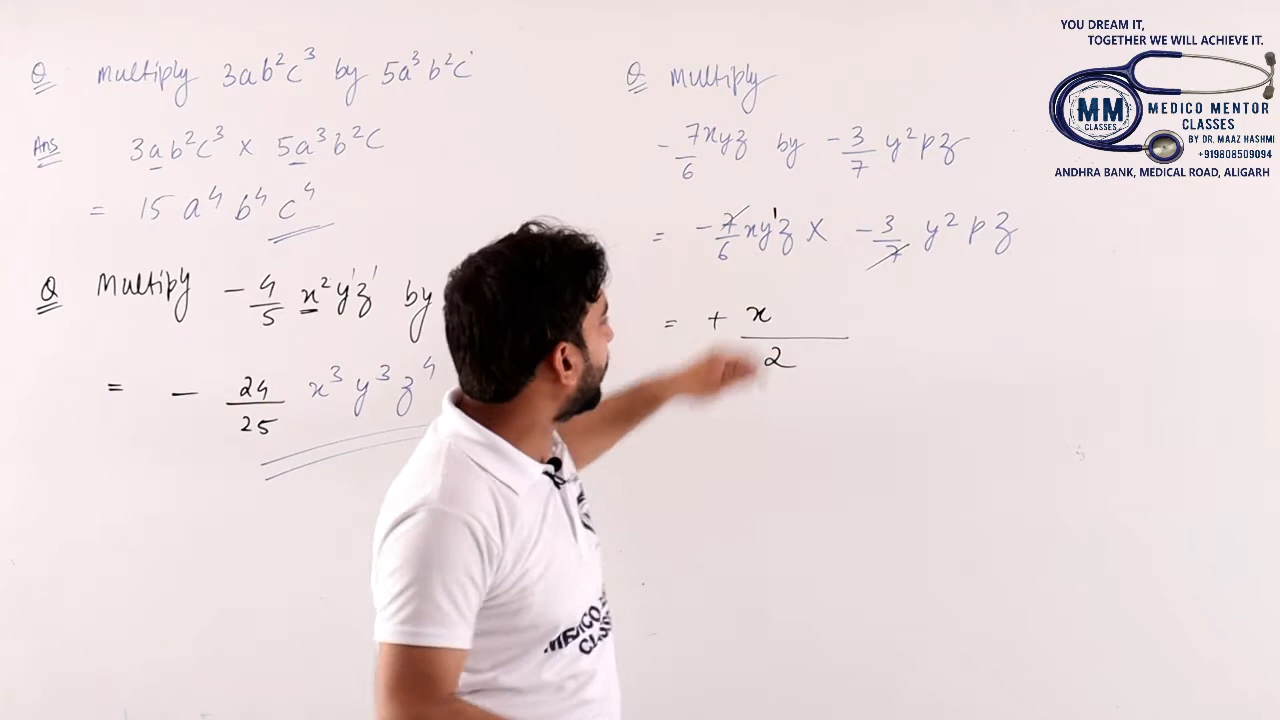 Q Multiply 3ab²c³ by 5a³b²c
Ans 3ab²c³ × 5a³b²c
= 15 a⁴ b⁴ c⁴
Q Multiply - 4/5 x²y¹z¹ by
= - 24/25 x³ y³ z⁴
Q Multiply
- 7/6 xyz by - 3/7 y²pz
= - 7/6 xy¹z × - 3/7 y²pz
= + x/2
YOU DREAM IT,
TOGETHER WE WILL ACHIEVE IT.
MM
CLASSES
MEDICO MENTOR
CLASSES
BY DR. MAAZ HASHMI
+919808509094
ANDHRA BANK, MEDICAL ROAD, ALIGARH